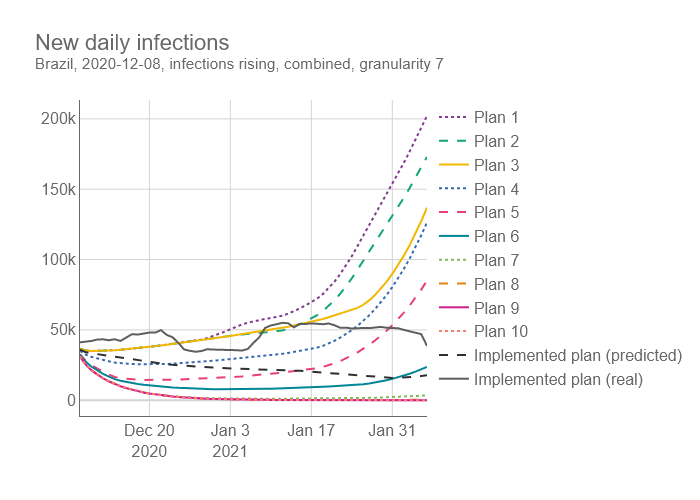 New daily infections
Brazil, 2020-12-08, infections rising, combined, granularity 7
200k
150k
100k
50k
0
Dec 20
2020
Jan 3
2021
Jan 17
Jan 31
Plan 1
Plan 2
Plan 3
Plan 4
Plan 5
Plan 6
Plan 7
Plan 8
Plan 9
Plan 10
Implemented plan (predicted)
Implemented plan (real)